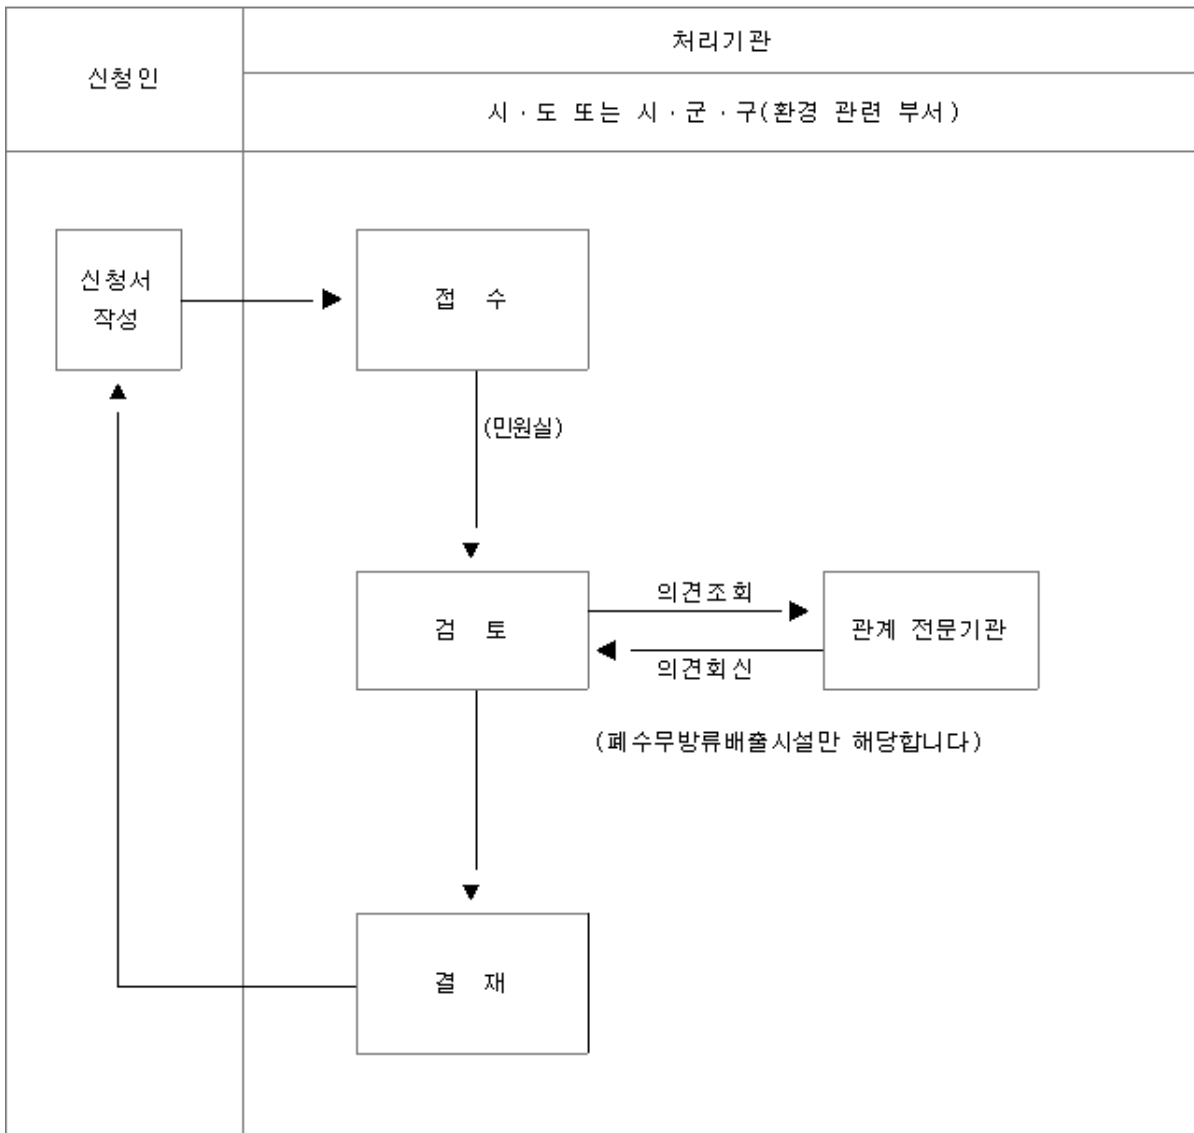 신청인
처리기관
시·도 또는 시·군·구(환경 관련 부서)
신청서
작성
접 수
(민원실)
검 토
의견조회
의견회신
관계 전문기관
(폐수무방류배출시설만 해당합니다)
결 재